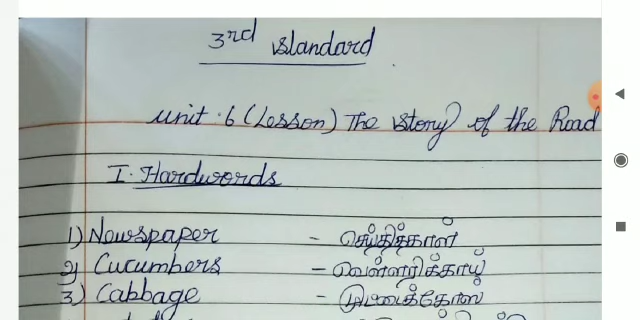 3rd standard
Unit. 6 (Lesson) The story of the Road
I. Hardwords
1) Newspaper - செய்தித்தாள்
2) Cucumbers - வெள்ளரிக்காய்
3) Cabbage - முட்டைக்கோஸ்